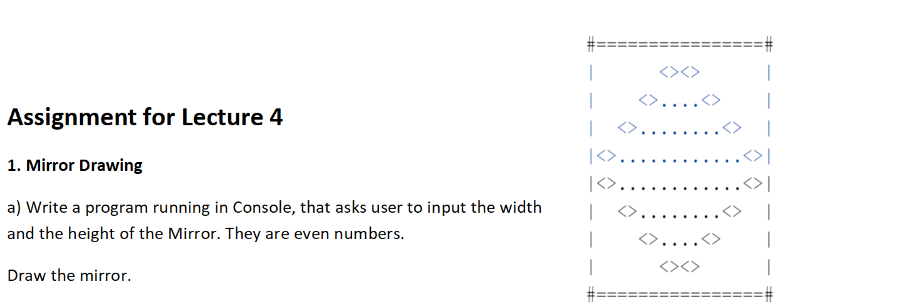 Assignment for Lecture 4
1. Mirror Drawing
a) Write a program running in Console, that asks user to input the width
and the height of the Mirror. They are even numbers.
Draw the mirror.
#================#
|      <><>      |
|    <>....<>    |
|  <>........<>  |
|<>............<>|
|<>............<>|
|  <>........<>  |
|    <>....<>    |
|      <><>      |
#================#